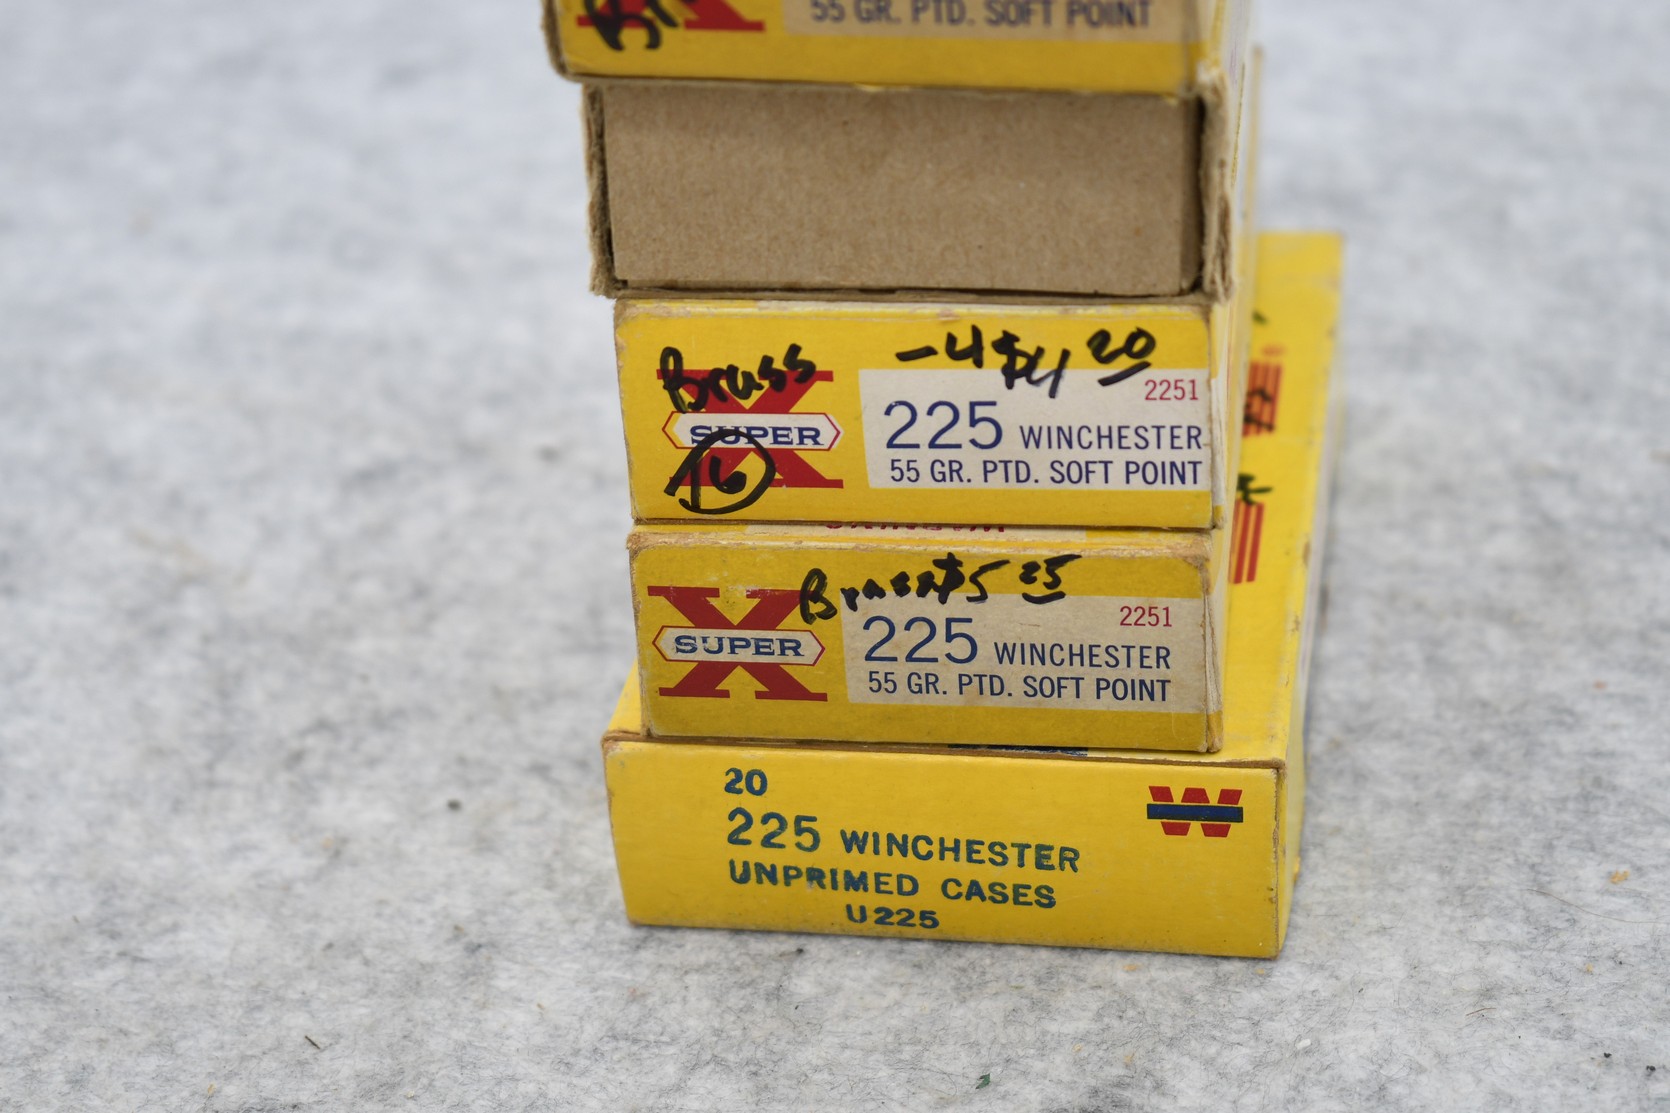 55 GR. PTD. SOFT POINT
Brass -4 $4 20
2251
SUPER X
16
225 WINCHESTER
55 GR. PTD. SOFT POINT
WARNING
Brass $5 25
2251
SUPER X
225 WINCHESTER
55 GR. PTD. SOFT POINT
20
W
225 WINCHESTER
UNPRIMED CASES
U225